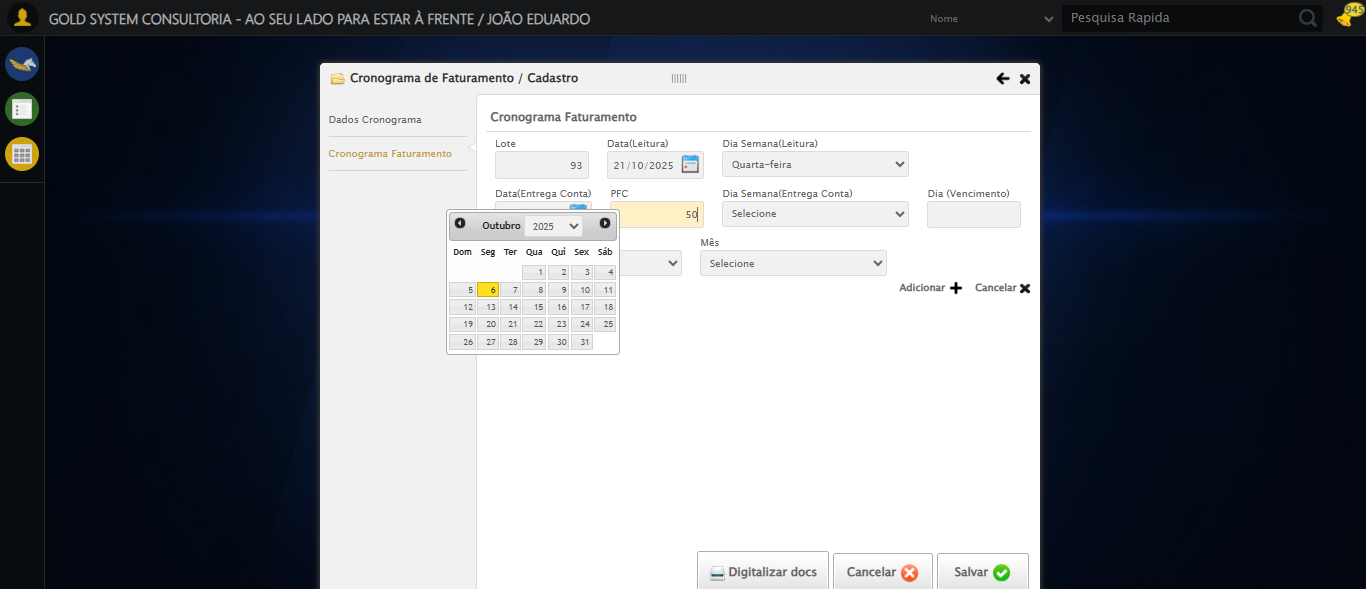 GOLD SYSTEM CONSULTORIA - AO SEU LADO PARA ESTAR À FRENTE / JOÃO EDUARDO
Nome
Pesquisa Rapida
945
Cronograma de Faturamento / Cadastro
Dados Cronograma
Cronograma Faturamento
Cronograma Faturamento
Lote
Data(Leitura)
Dia Semana(Leitura)
93
21/10/2025
Quarta-feira
Data(Entrega Conta)
PFC
Dia Semana(Entrega Conta)
Dia (Vencimento)
50
Selecione
Outubro 2025
Dom Seg Ter Qua Qui Sex Sáb
1 2 3 4
5 6 7 8 9 10 11
12 13 14 15 16 17 18
19 20 21 22 23 24 25
26 27 28 29 30 31
Mês
Selecione
Adicionar
Cancelar
Digitalizar docs
Cancelar
Salvar